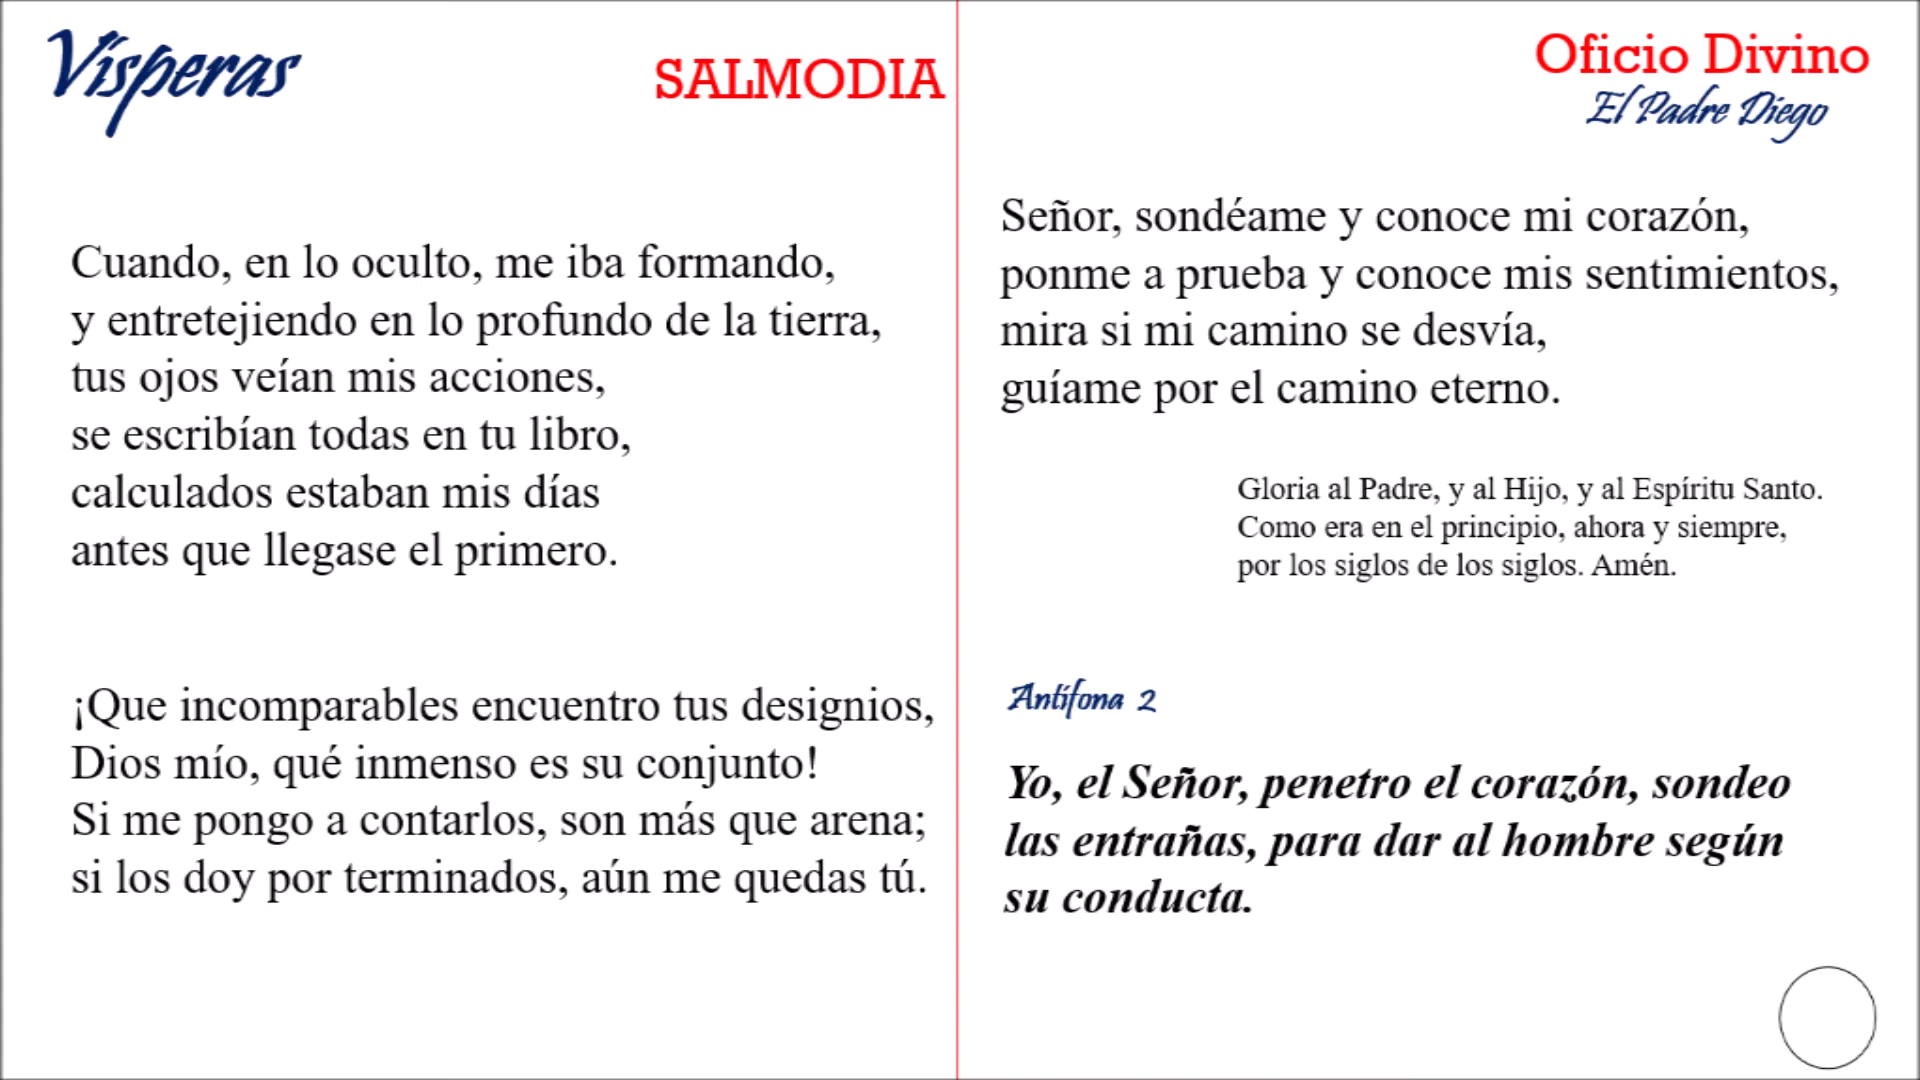 Vísperas
SALMODIA
Cuando, en lo oculto, me iba formando,
y entretejiendo en lo profundo de la tierra,
tus ojos veían mis acciones,
se escribían todas en tu libro,
calculados estaban mis días
antes que llegase el primero.
¡Que incomparables encuentro tus designios,
Dios mío, qué inmenso es su conjunto!
Si me pongo a contarlos, son más que arena;
si los doy por terminados, aún me quedas tú.
Oficio Divino
El Padre Diego
Señor, sondéame y conoce mi corazón,
ponme a prueba y conoce mis sentimientos,
mira si mi camino se desvía,
guíame por el camino eterno.
Gloria al Padre, y al Hijo, y al Espíritu Santo.
Como era en el principio, ahora y siempre,
por los siglos de los siglos. Amén.
Antífona 2
Yo, el Señor, penetro el corazón, sondeo
las entrañas, para dar al hombre según
su conducta.